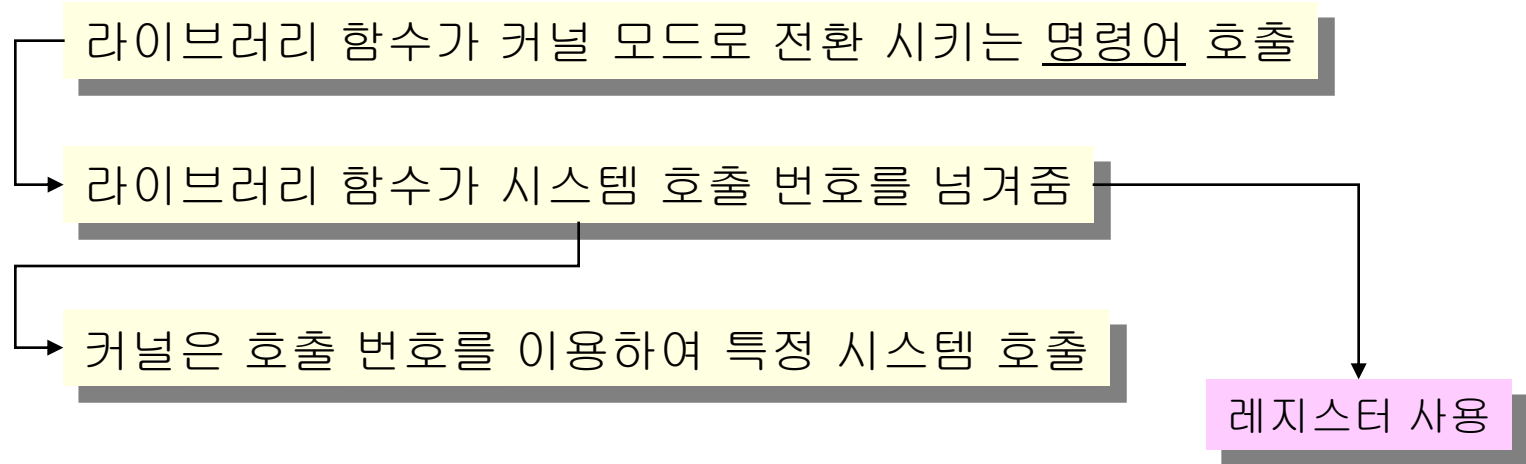 라이브러리 함수가 커널 모드로 전환 시키는 명령어 호출
라이브러리 함수가 시스템 호출 번호를 넘겨줌
커널은 호출 번호를 이용하여 특정 시스템 호출
레지스터 사용